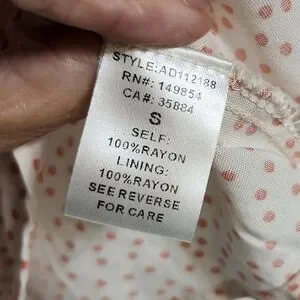 STYLE:AD112188
RN#: 149854
CA#: 35884
S
SELF:
100%RAYON
LINING:
100%RAYON
SEE REVERSE
FOR CARE